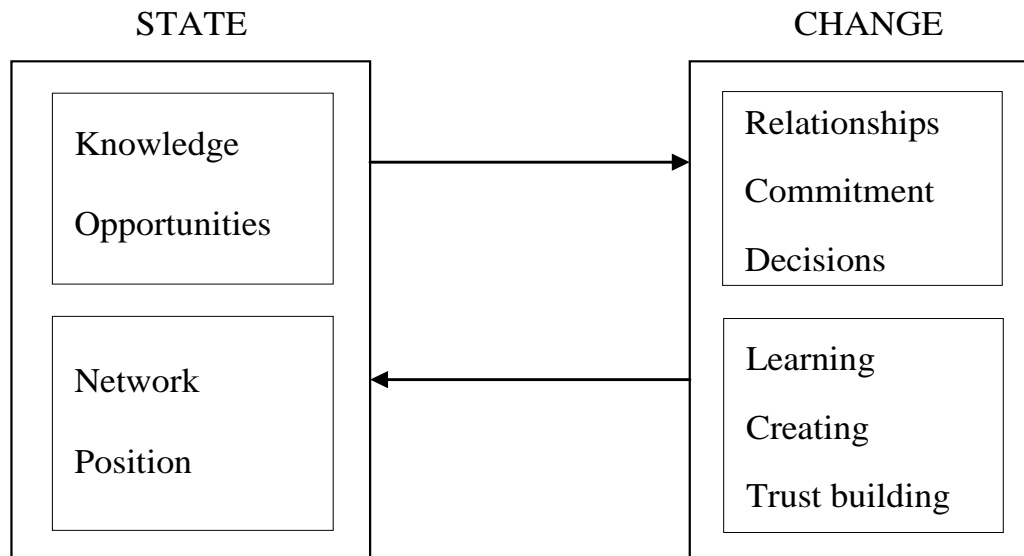 STATE
CHANGE
Knowledge
Opportunities
Network
Position
Relationships
Commitment
Decisions
Learning
Creating
Trust building